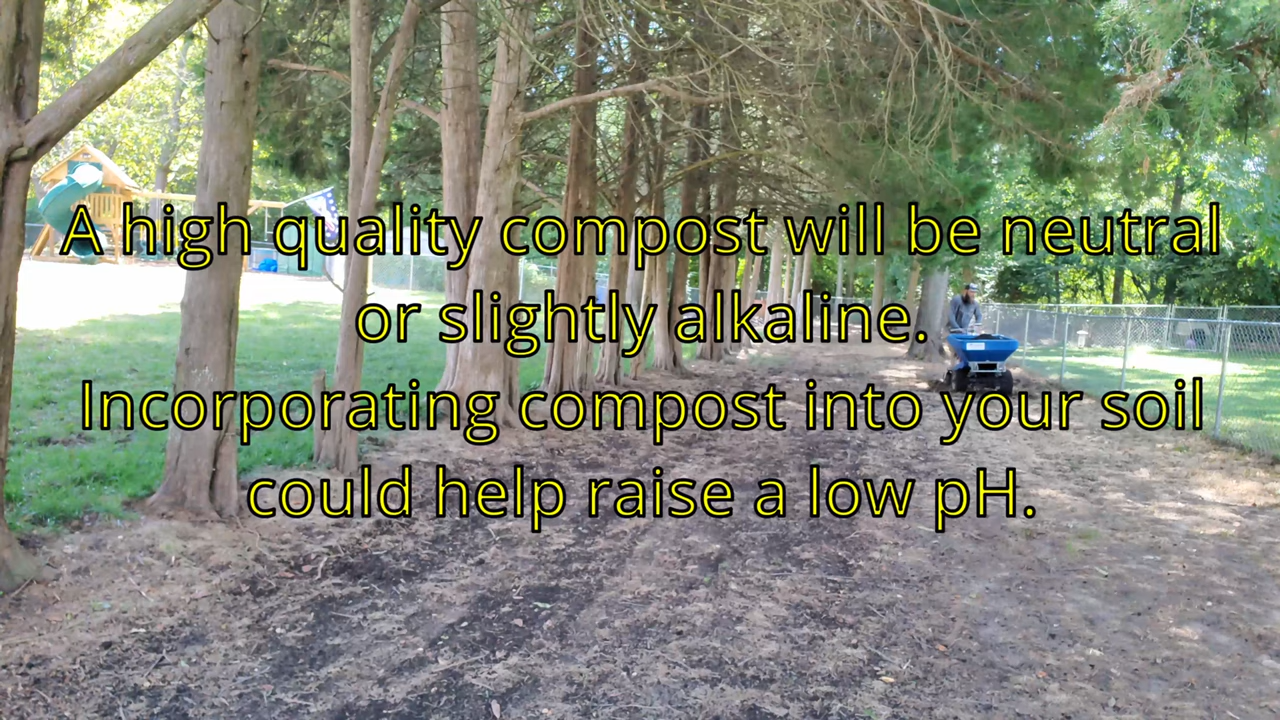 A high quality compost will be neutral
or slightly alkaline.
Incorporating compost into your soil
could help raise a low pH.